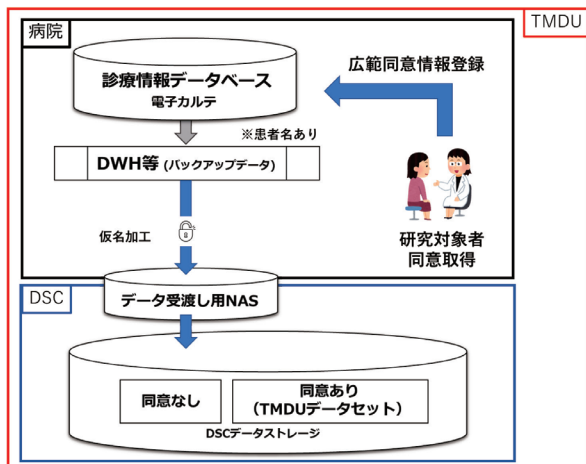 TMDU
病院
診療情報データベース
電子カルテ
広範同意情報登録
※患者名あり
DWH等 (バックアップデータ)
仮名加工
研究対象者
同意取得
DSC
データ受渡し用NAS
同意なし
同意あり
(TMDUデータセット)
DSCデータストレージ